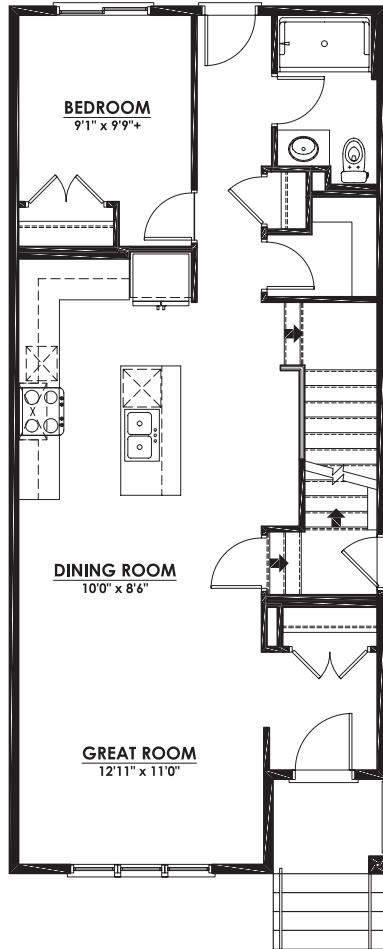 BEDROOM
9'1" x 9'9"+
DINING ROOM
10'0" x 8'6"
GREAT ROOM
12'11" x 11'0"